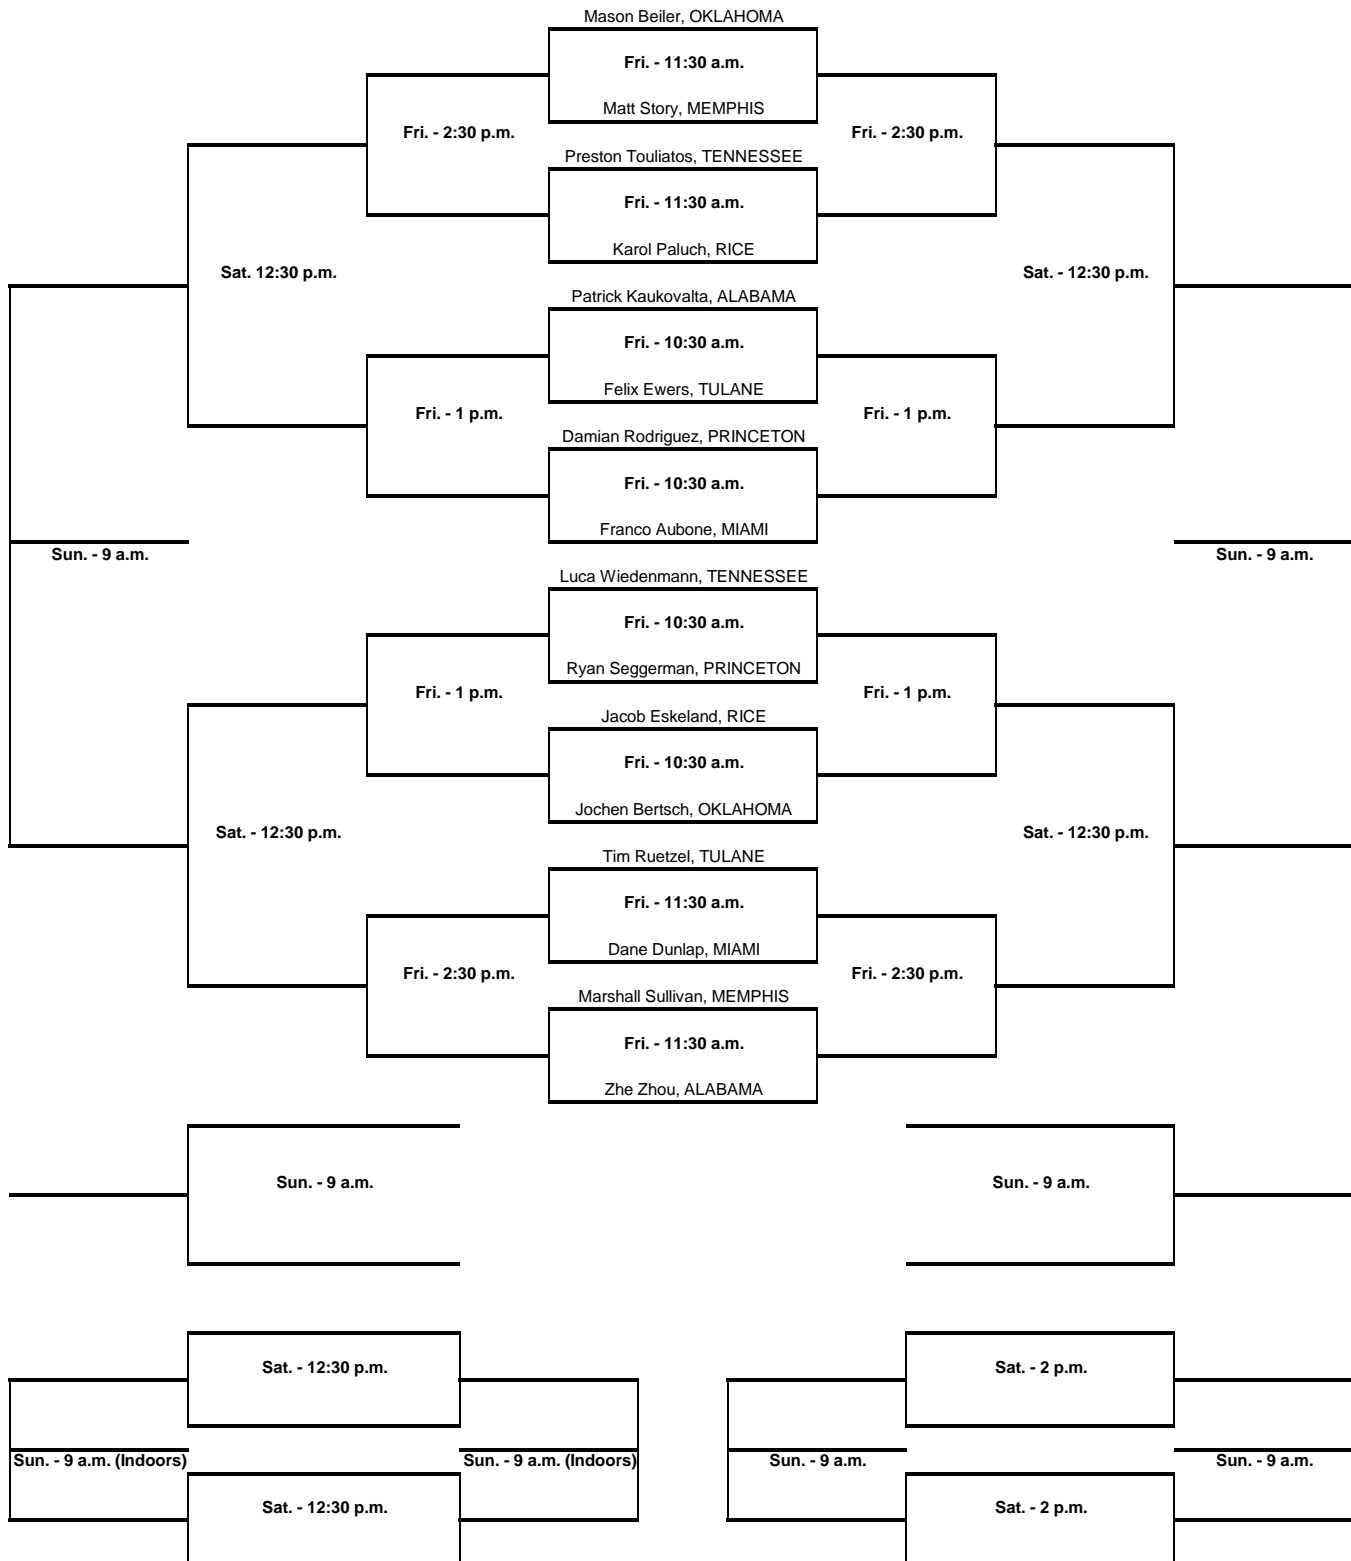 Mason Beiler, OKLAHOMA
Fri. - 11:30 a.m.
Matt Story, MEMPHIS
Fri. - 2:30 p.m.
Fri. - 2:30 p.m.
Preston Touliatos, TENNESSEE
Fri. - 11:30 a.m.
Karol Paluch, RICE
Sat. 12:30 p.m.
Sat. - 12:30 p.m.
Patrick Kaukovalta, ALABAMA
Fri. - 10:30 a.m.
Felix Ewers, TULANE
Fri. - 1 p.m.
Fri. - 1 p.m.
Damian Rodriguez, PRINCETON
Fri. - 10:30 a.m.
Franco Aubone, MIAMI
Sun. - 9 a.m.
Sun. - 9 a.m.
Luca Wiedenmann, TENNESSEE
Fri. - 10:30 a.m.
Ryan Seggerman, PRINCETON
Fri. - 1 p.m.
Fri. - 1 p.m.
Jacob Eskeland, RICE
Fri. - 10:30 a.m.
Jochen Bertsch, OKLAHOMA
Sat. - 12:30 p.m.
Sat. - 12:30 p.m.
Tim Ruetzel, TULANE
Fri. - 11:30 a.m.
Dane Dunlap, MIAMI
Fri. - 2:30 p.m.
Fri. - 2:30 p.m.
Marshall Sullivan, MEMPHIS
Fri. - 11:30 a.m.
Zhe Zhou, ALABAMA
Sun. - 9 a.m.
Sun. - 9 a.m.
Sat. - 12:30 p.m.
Sat. - 2 p.m.
Sun. - 9 a.m. (Indoors)
Sun. - 9 a.m. (Indoors)
Sun. - 9 a.m.
Sun. - 9 a.m.
Sat. - 12:30 p.m.
Sat. - 2 p.m.